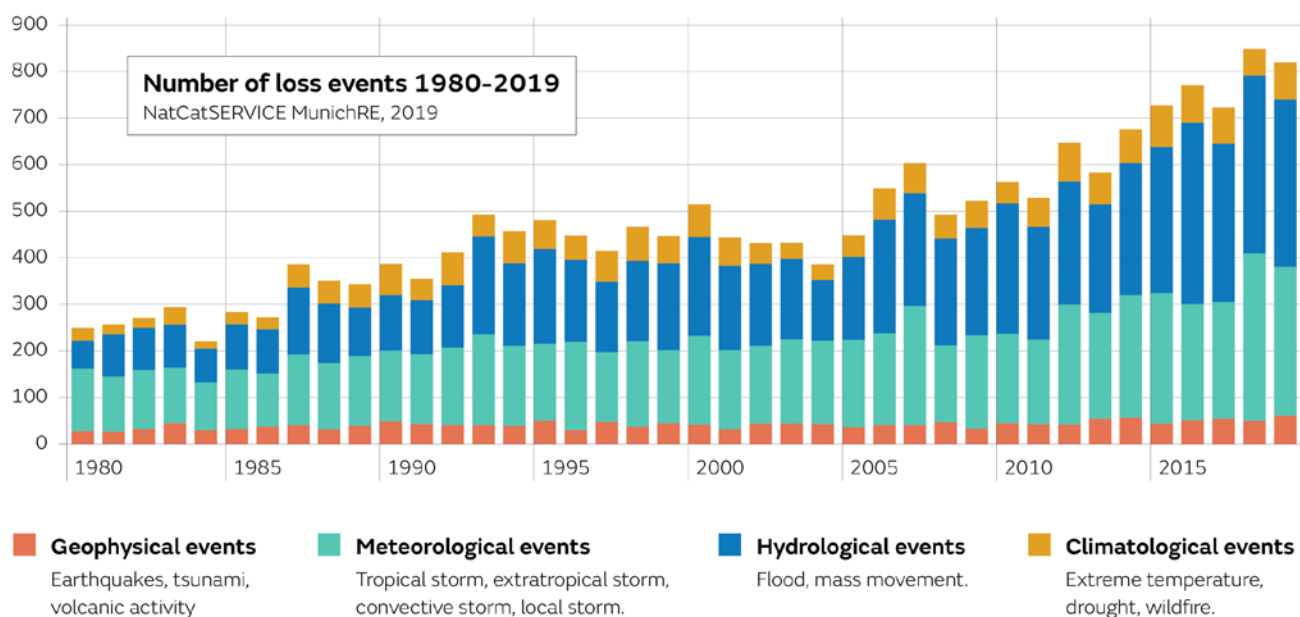 900
800
700
600
500
400
300
200
100
0
Number of loss events 1980-2019
NatCatSERVICE MunichRE, 2019
1980 1985 1990 1995 2000 2005 2010 2015
Geophysical events
Earthquakes, tsunami,
volcanic activity
Meteorological events
Tropical storm, extratropical storm,
convective storm, local storm.
Hydrological events
Flood, mass movement.
Climatological events
Extreme temperature,
drought, wildfire.